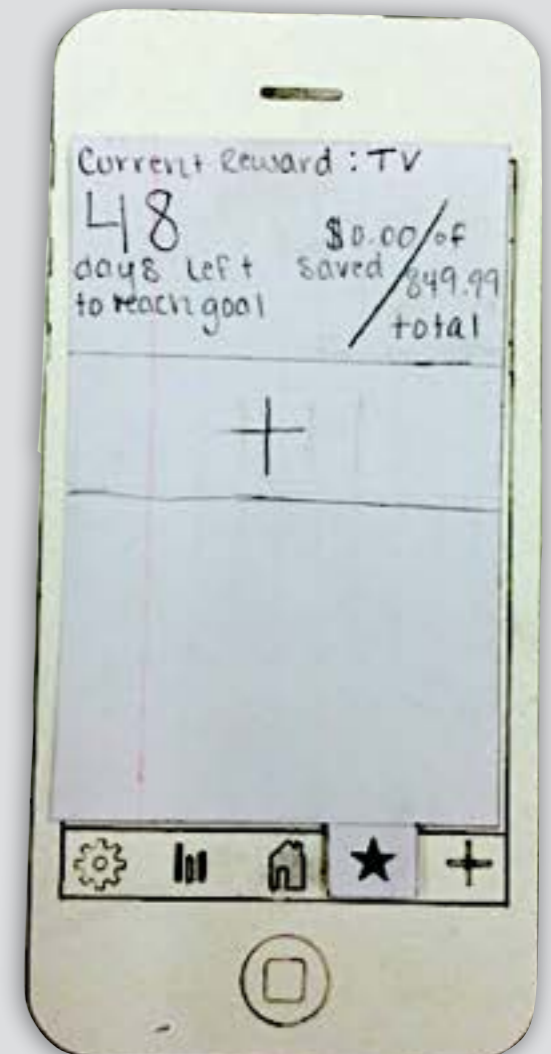 Current Reward : TV
48
days left
to reach goal
$0.00/of
saved
849.99
total